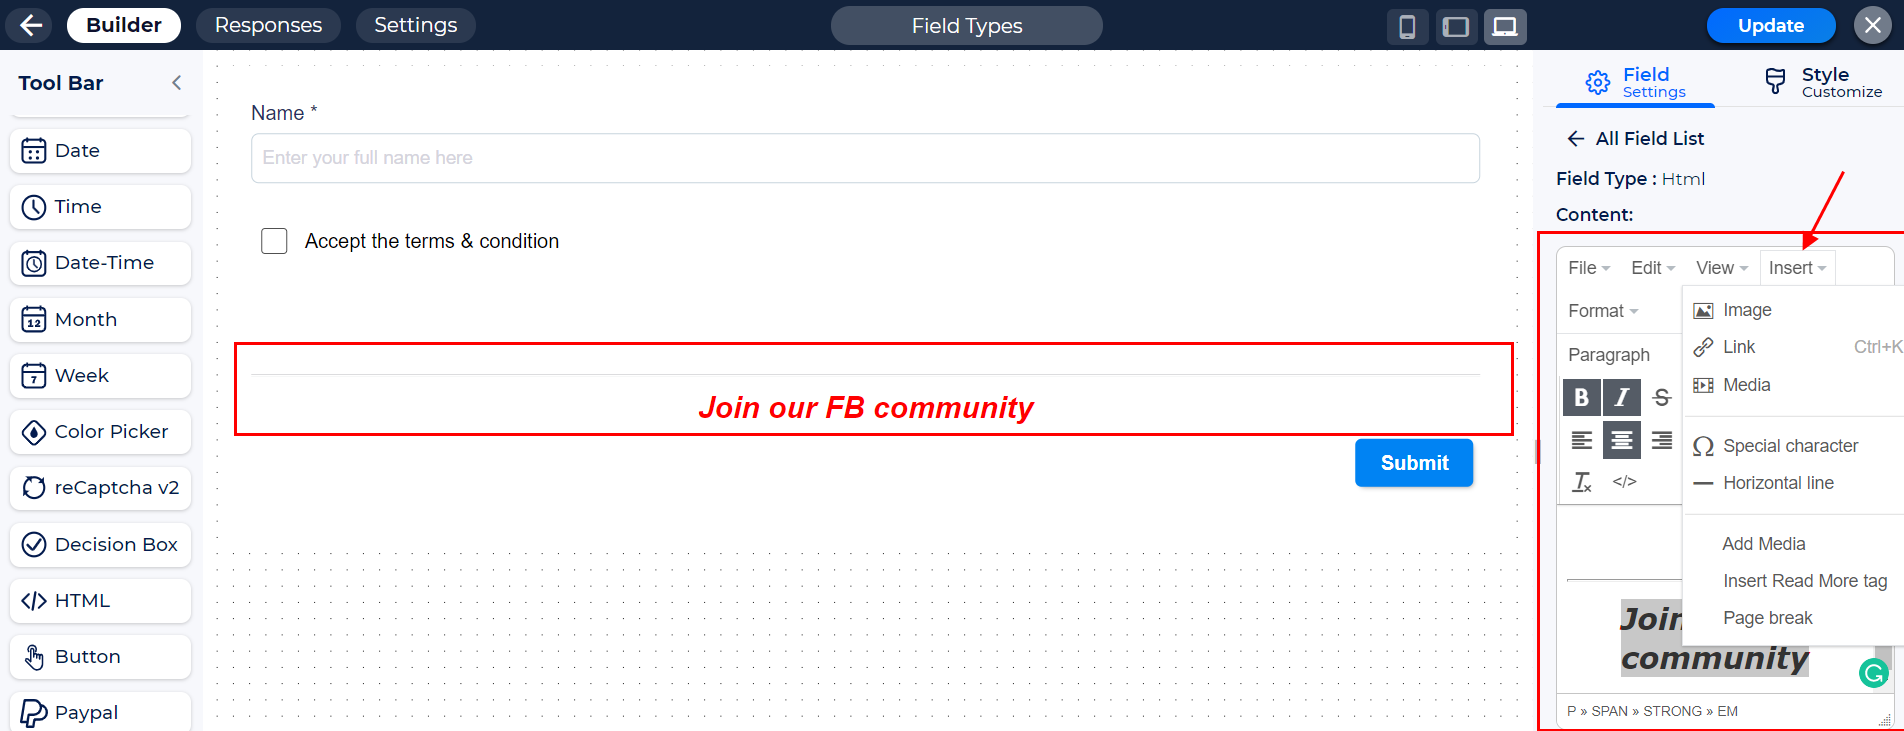 Builder
Responses
Settings
Field Types
Update
Tool Bar
Date
Time
Date-Time
Month
Week
Color Picker
reCaptcha v2
Decision Box
HTML
Button
Paypal
Name *
Enter your full name here
Accept the terms & condition
Join our FB community
Submit
Field
Settings
Style
Customize
All Field List
Field Type : Html
Content:
File Edit View Insert
Format
Paragraph
Image
Link Ctrl+K
Media
Special character
Horizontal line
Add Media
Insert Read More tag
Page break
Join
community
P » SPAN » STRONG » EM